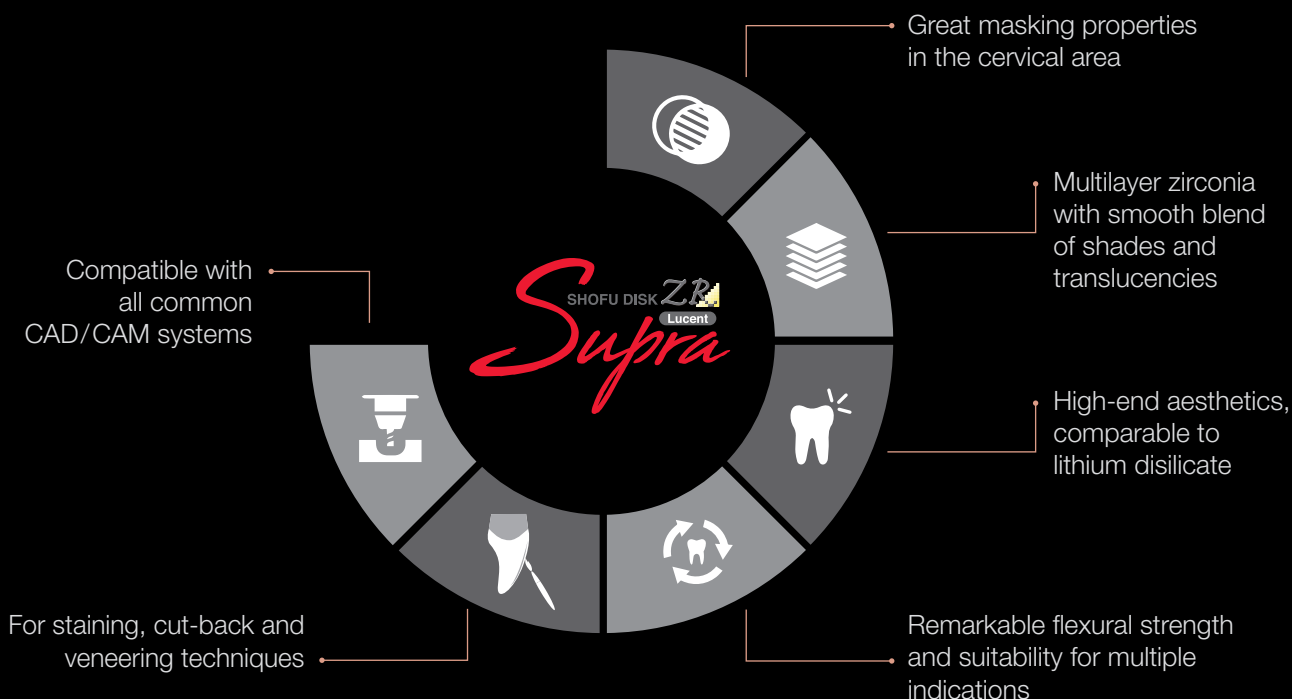 Great masking properties
in the cervical area
Multilayer zirconia
with smooth blend
of shades and
translucencies
Compatible with
all common
CAD/CAM systems
SHOFU DISK ZR
Lucent
Supra
High-end aesthetics,
comparable to
lithium disilicate
For staining, cut-back and
veneering techniques
Remarkable flexural strength
and suitability for multiple
indications